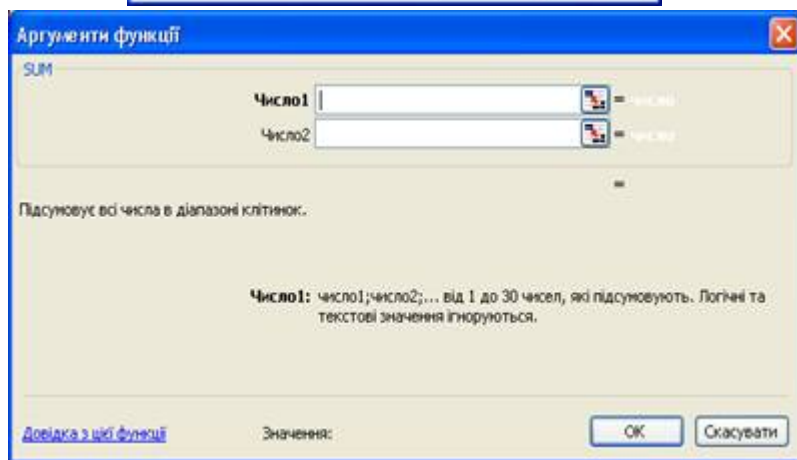 Аргументи функції
SUM
Число1 =
Число2 =
=
Підсумовує всі числа в діапазоні клітинок.
Число1: число1;число2;... від 1 до 30 чисел, які підсумовують. Логічні та
текстові значення ігноруються.
Довідка з цієї функції
Значення:
OK
Скасувати